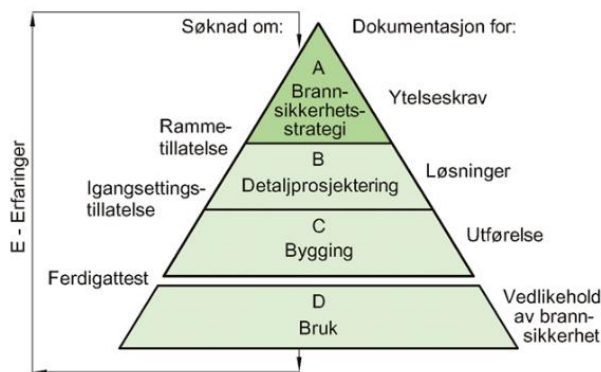 Søknad om:
Dokumentasjon for:
A
Brann-
sikkerhets-
strategi
Ytelseskrav
Ramme-
tillatelse
B
Detaljprosjektering
Løsninger
Igangsettings-
tillatelse
C
Bygging
Utførelse
Ferdigattest
D
Bruk
Vedlikehold
av brann-
sikkerhet
E - Erfaringer